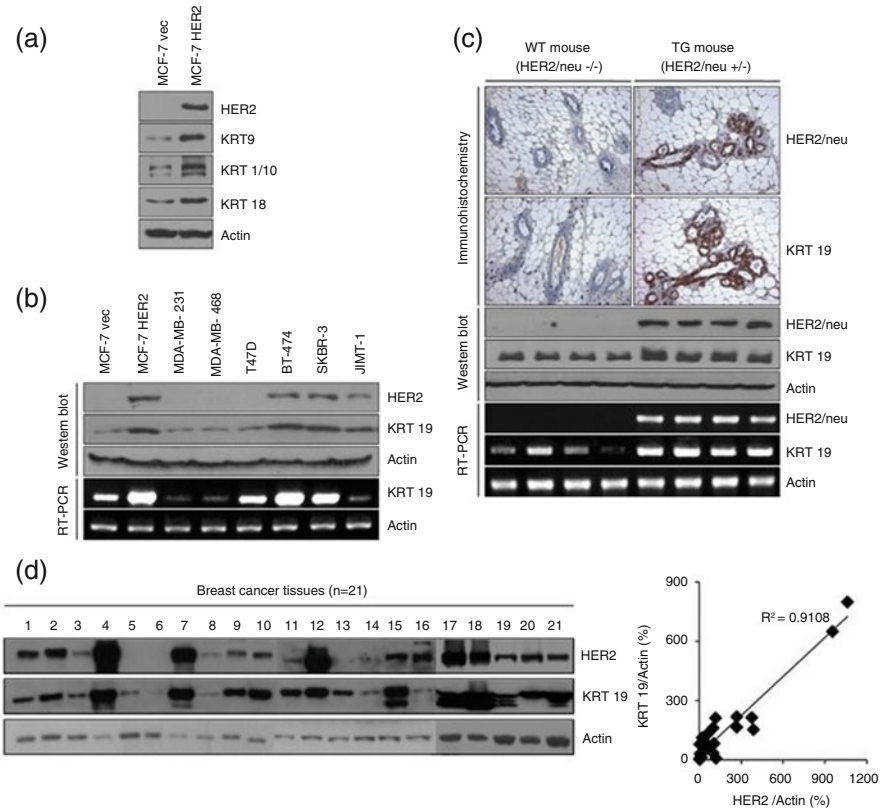 (a)
MCF-7 vec
MCF-7 HER2
HER2
KRT9
KRT 1/10
KRT 18
Actin
(b)
MCF-7 vec
MCF-7 HER2
MDA-MB- 231
MDA-MB- 468
T47D
BT-474
SKBR-3
JIMT-1
Western blot
HER2
KRT 19
Actin
RT-PCR
KRT 19
Actin
(c)
WT mouse
(HER2/neu -/-)
TG mouse
(HER2/neu +/-)
Immunohistochemistry
HER2/neu
KRT 19
Western blot
HER2/neu
KRT 19
Actin
RT-PCR
HER2/neu
KRT 19
Actin
(d)
Breast cancer tissues (n=21)
1 2 3 4 5 6 7 8 9 10 11 12 13 14 15 16 17 18 19 20 21
HER2
KRT 19
Actin
KRT 19/Actin (%)
900
600
300
0
R² = 0.9108
0 300 600 900 1200
HER2 /Actin (%)